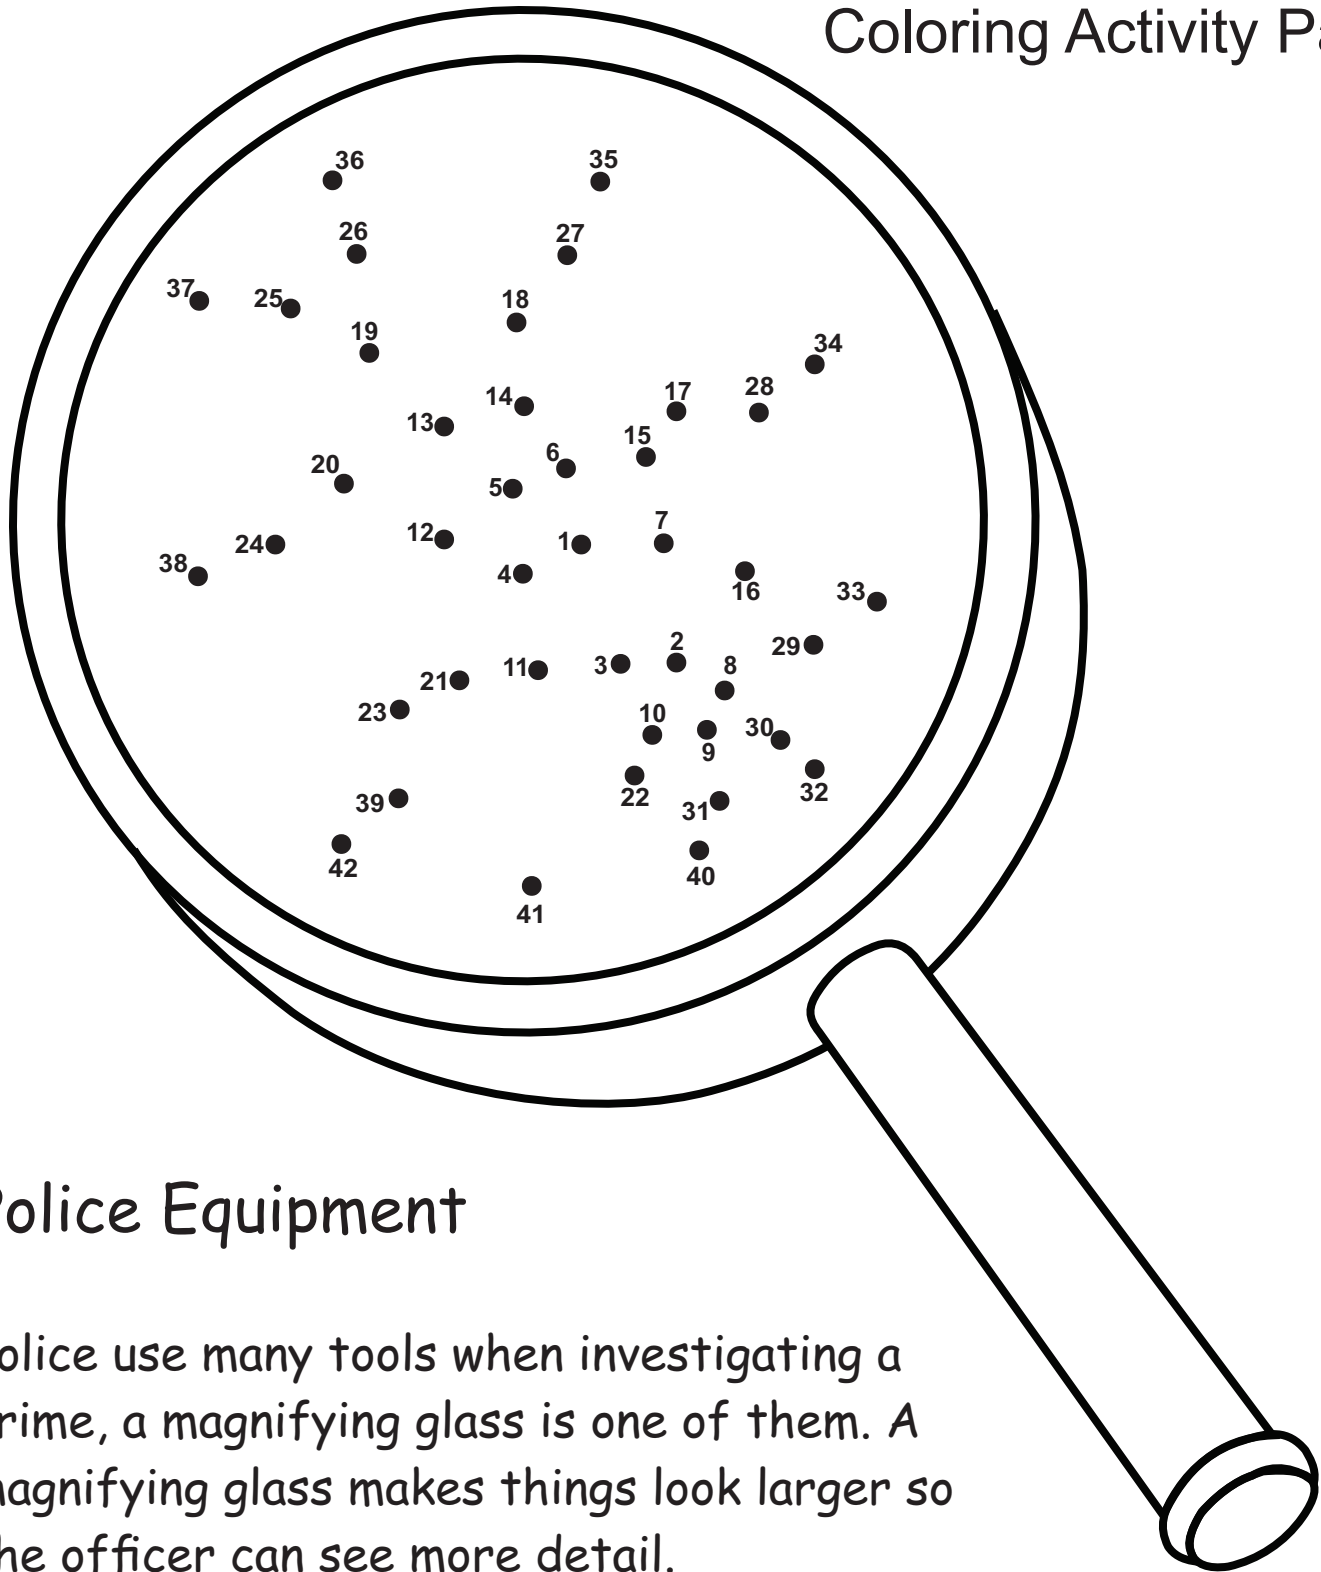 Coloring Activity Pa
36 35
26 27
37 25 18
19 34
14 17 28
13 15
6
20 5
12 1 7
24 4
38 16 33
2 29
11 3 8
21
23 10 30
9
22 32
39 31
42 40
41
Police Equipment
olice use many tools when investigating a
rime, a magnifying glass is one of them. A
magnifying glass makes things look larger so
he officer can see more detail.